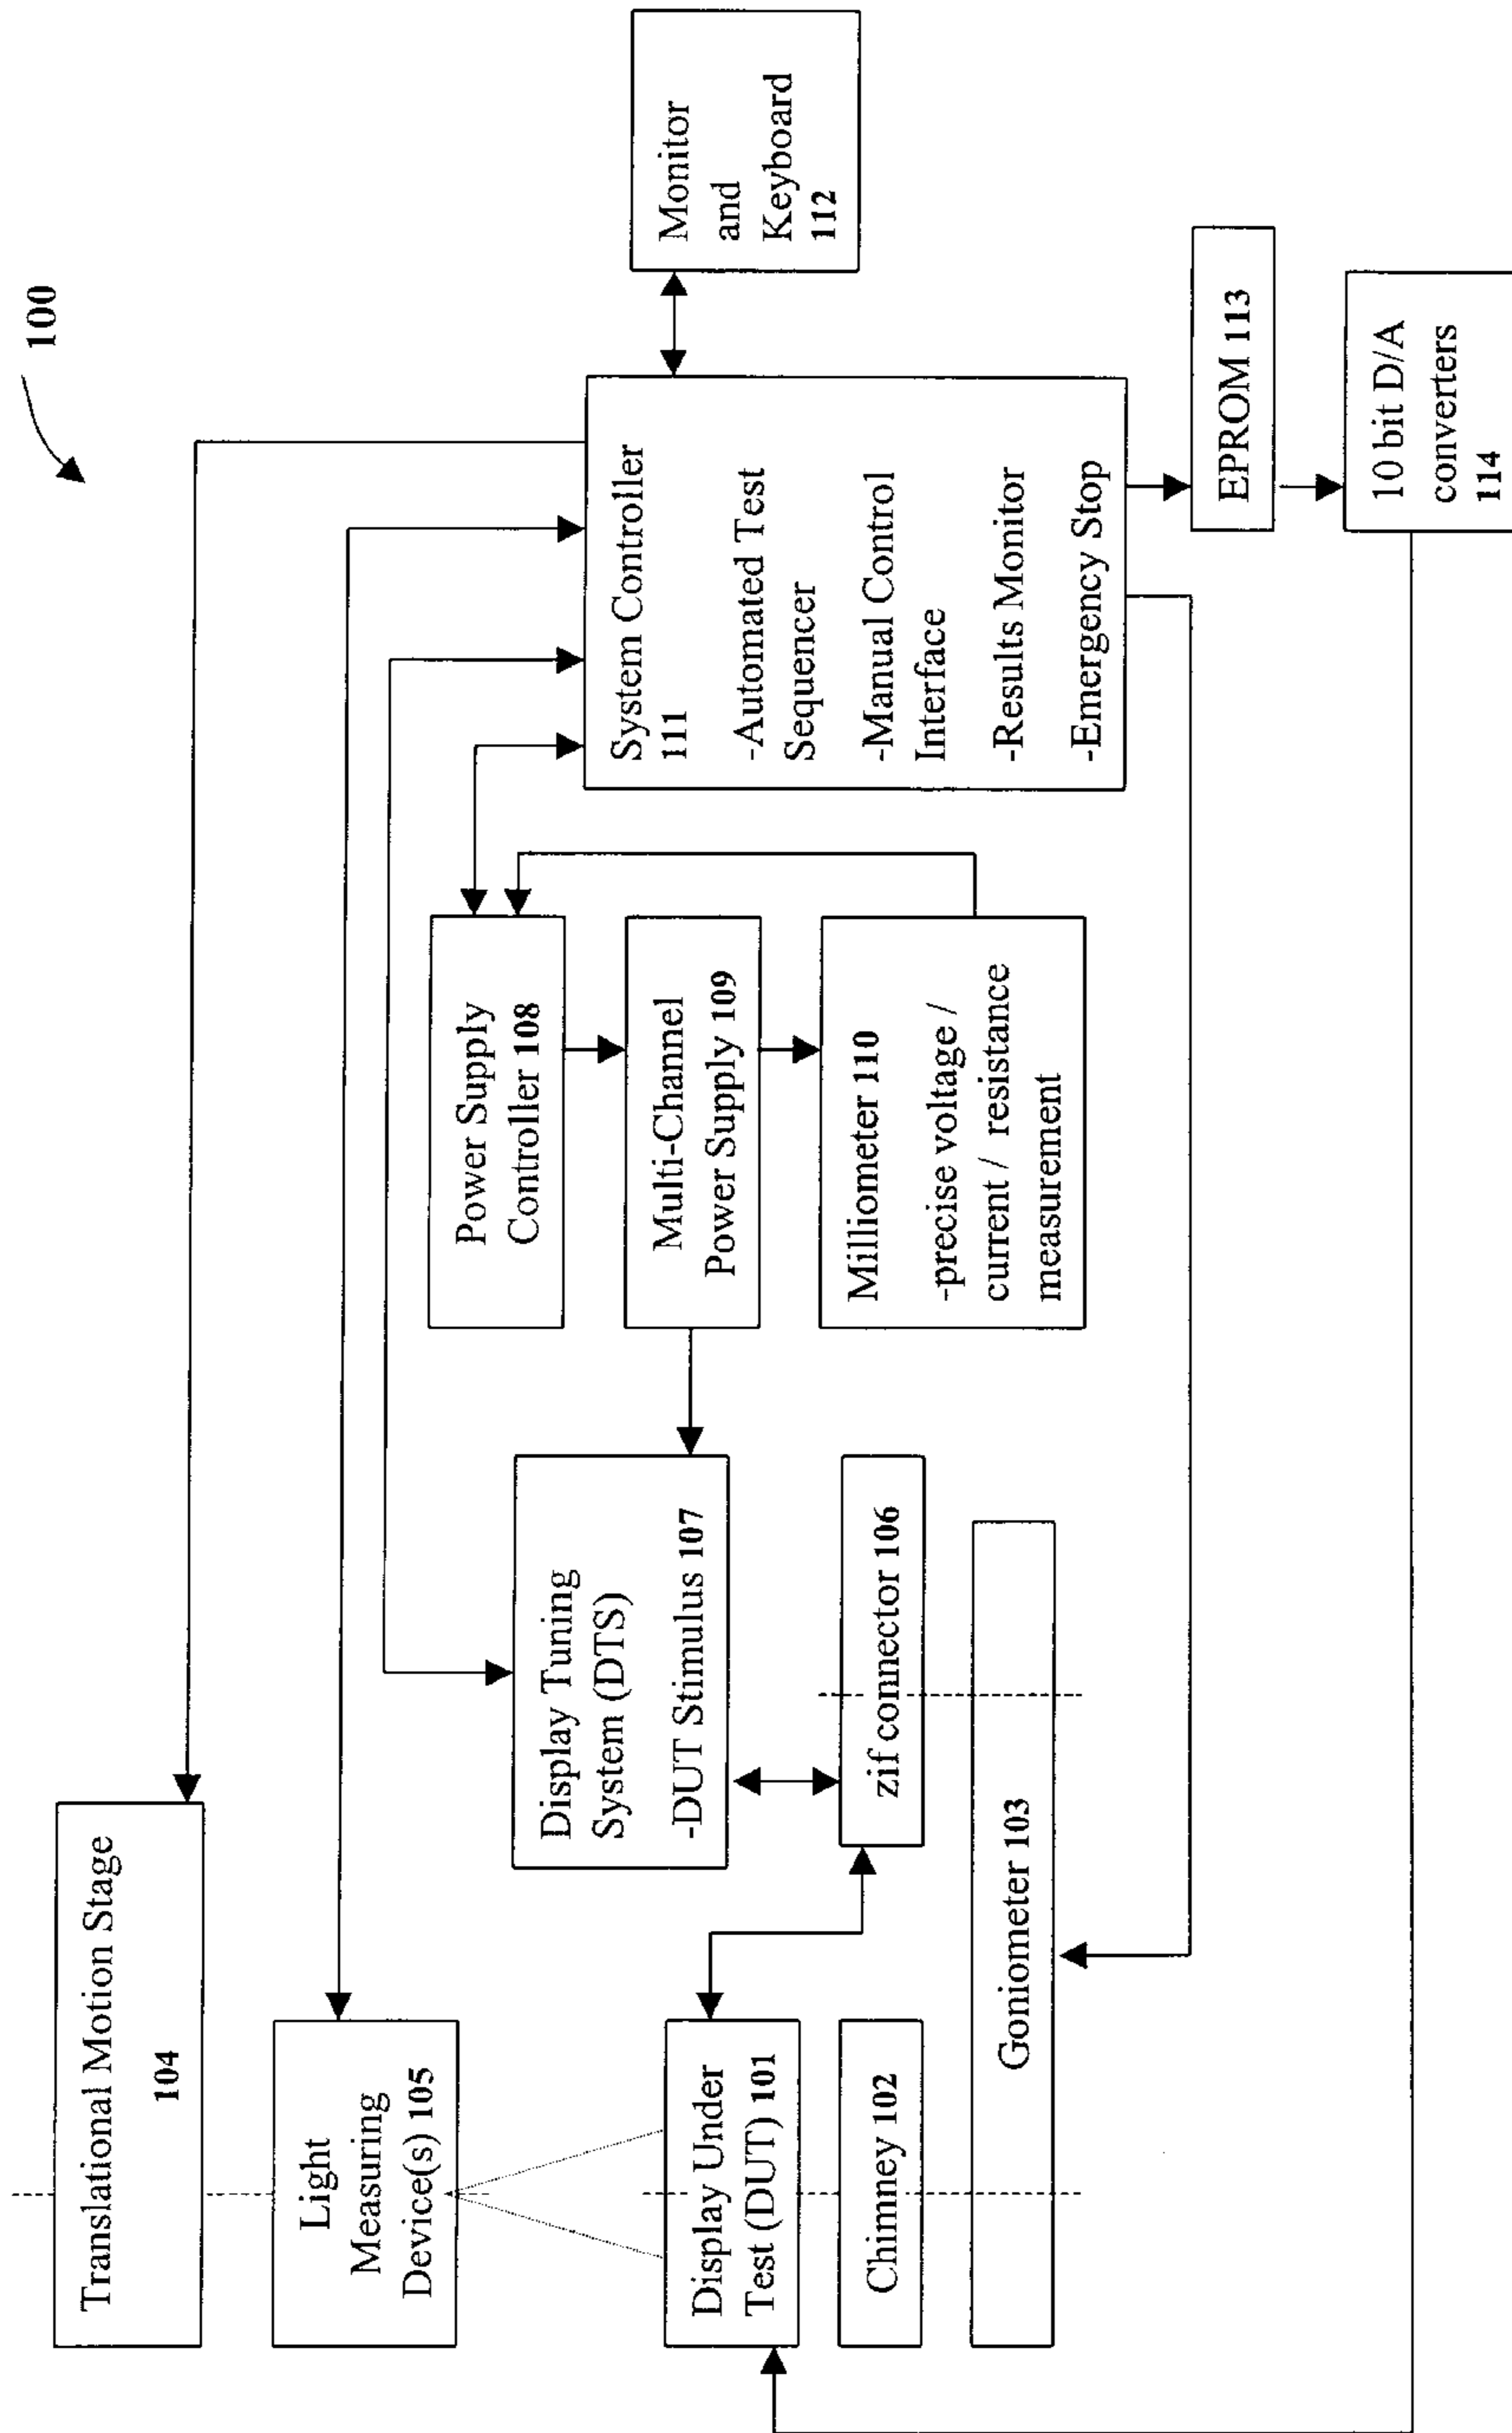 100
Translational Motion Stage
104
Light
Measuring
Device(s) 105
Display Under
Test (DUT) 101
Chimney 102
Goniometer 103
Display Tuning
System (DTS)
-DUT Stimulus 107
zif connector 106
Power Supply
Controller 108
Multi-Channel
Power Supply 109
Milliometer 110
-precise voltage /
current / resistance
measurement
System Controller
111
-Automated Test
Sequencer
-Manual Control
Interface
-Results Monitor
-Emergency Stop
Monitor
and
Keyboard
112
EPROM 113
10 bit D/A
converters
114